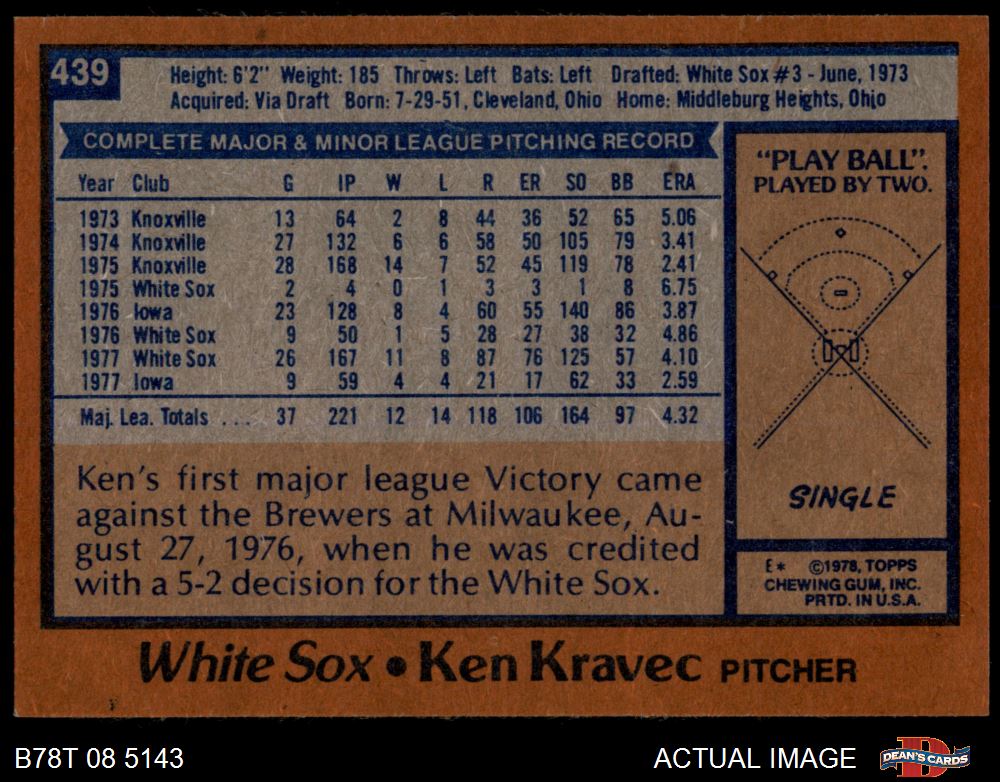 439
Height: 6'2" Weight: 185 Throws: Left Bats: Left Drafted: White Sox #3 - June, 1973
Acquired: Via Draft Born: 7-29-51, Cleveland, Ohio Home: Middleburg Heights, Ohio
COMPLETE MAJOR & MINOR LEAGUE PITCHING RECORD
Year Club G IP W L R ER SO BB ERA
1973 Knoxville 13 64 2 8 44 36 52 65 5.06
1974 Knoxville 27 132 6 6 58 50 105 79 3.41
1975 Knoxville 28 168 14 7 52 45 119 78 2.41
1975 White Sox 2 4 0 1 3 3 1 8 6.75
1976 Iowa 23 128 8 4 60 55 140 86 3.87
1976 White Sox 9 50 1 5 28 27 38 32 4.86
1977 White Sox 26 167 11 8 87 76 125 57 4.10
1977 Iowa 9 59 4 4 21 17 62 33 2.59
Maj. Lea. Totals ... 37 221 12 14 118 106 164 97 4.32
Ken's first major league Victory came
against the Brewers at Milwaukee, Au-
gust 27, 1976, when he was credited
with a 5-2 decision for the White Sox.
"PLAY BALL".
PLAYED BY TWO.
SINGLE
E* ©1978, TOPPS
CHEWING GUM, INC.
PRTD. IN U.S.A.
White Sox • Ken Kravec PITCHER
B78T 08 5143
ACTUAL IMAGE
DEAN'S CARDS